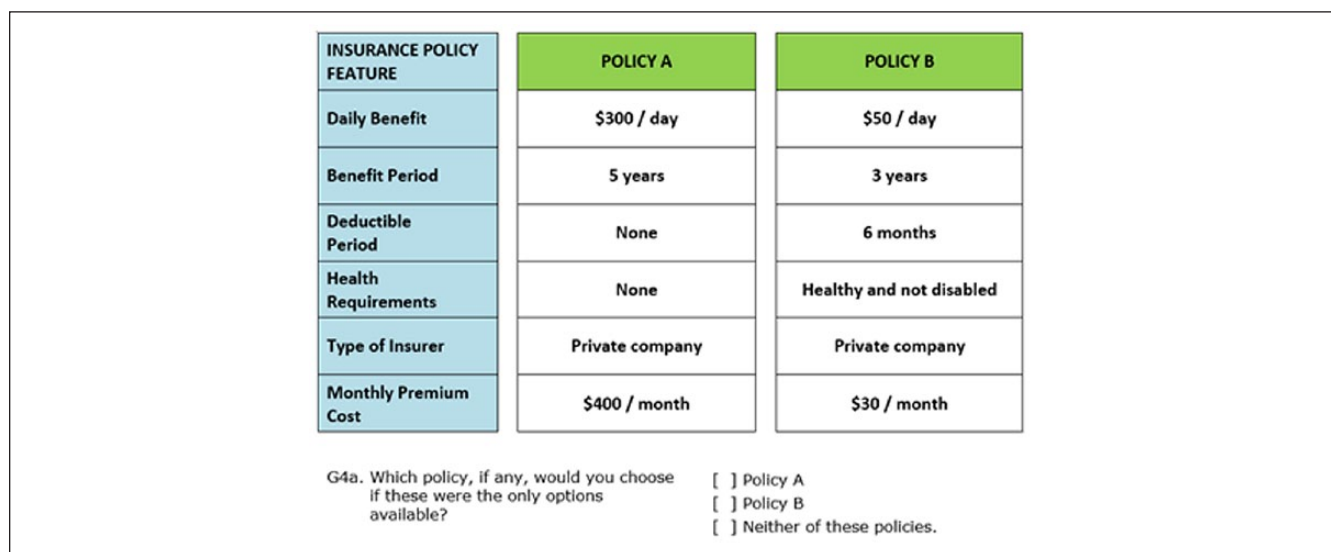 INSURANCE POLICY
FEATURE
POLICY A
POLICY B
Daily Benefit
$300 / day
$50 / day
Benefit Period
5 years
3 years
Deductible
Period
None
6 months
Health
Requirements
None
Healthy and not disabled
Type of Insurer
Private company
Private company
Monthly Premium
Cost
$400 / month
$30 / month
G4a. Which policy, if any, would you choose
if these were the only options
available?
[ ] Policy A
[ ] Policy B
[ ] Neither of these policies.